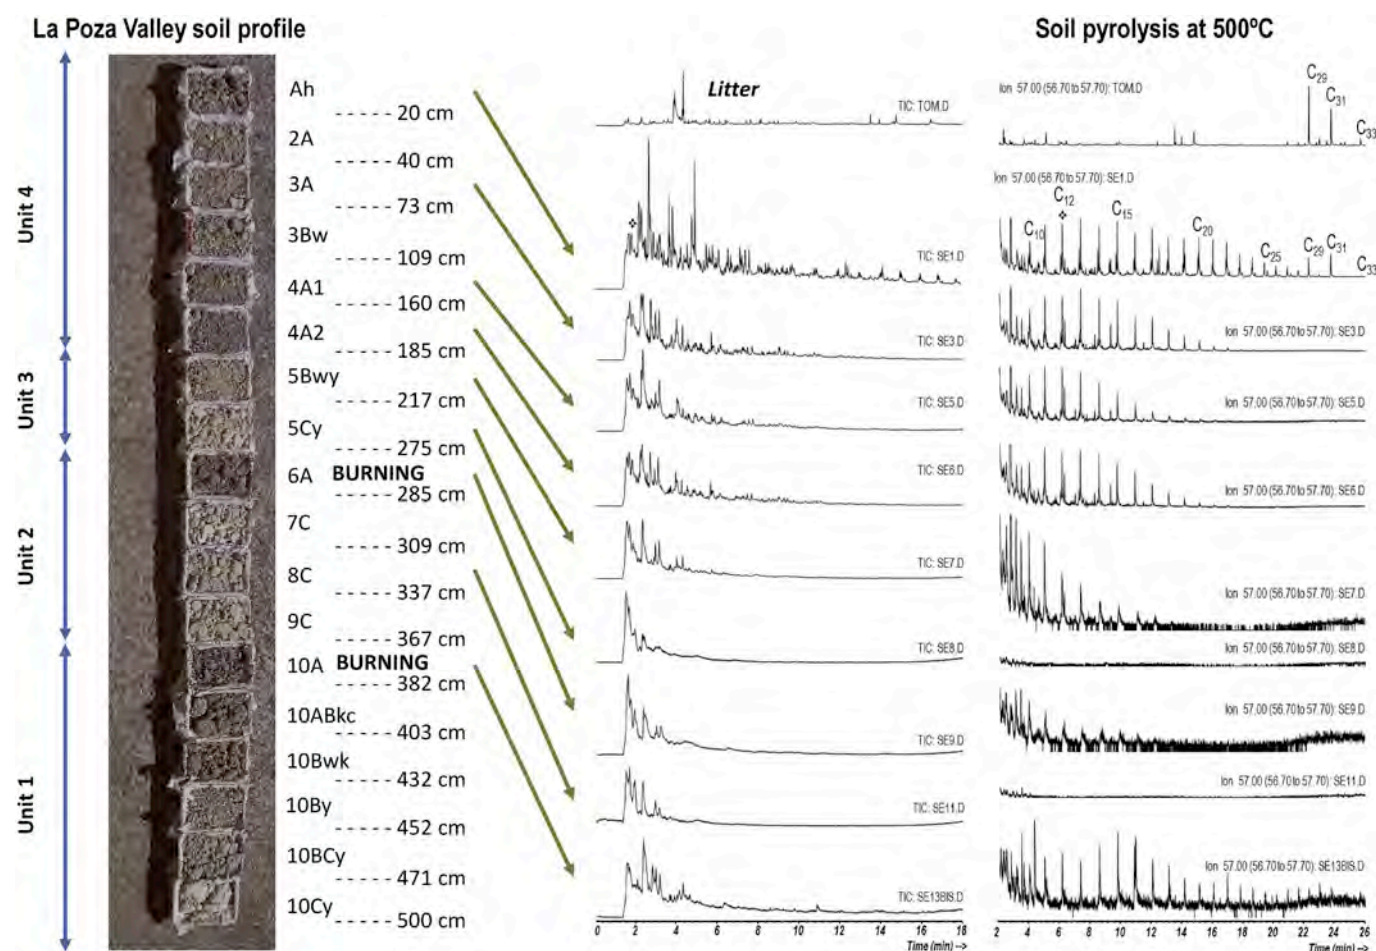 La Poza Valley soil profile
Unit 4
Unit 3
Unit 2
Unit 1
Ah
----- 20 cm
2A
----- 40 cm
3A
----- 73 cm
3Bw
----- 109 cm
4A1
----- 160 cm
4A2
----- 185 cm
5Bwy
----- 217 cm
5Cy
----- 275 cm
6A BURNING
----- 285 cm
7C
----- 309 cm
8C
----- 337 cm
9C
----- 367 cm
10A BURNING
----- 382 cm
10ABkc
----- 403 cm
10Bwk
----- 432 cm
10By
----- 452 cm
10BCy
----- 471 cm
10Cy
----- 500 cm
Litter
TIC: TOM.D
TIC: SE1.D
TIC: SE3.D
TIC: SE5.D
TIC: SE6.D
TIC: SE7.D
TIC: SE8.D
TIC: SE9.D
TIC: SE11.D
TIC: SE13BIS.D
0 2 4 6 8 10 12 14 16 18
Time (min) -->
Soil pyrolysis at 500ºC
Ion 57.00 (56.70 to 57.70): TOM.D
C29
C31
C33
Ion 57.00 (56.70 to 57.70): SE1.D
C10
C12
C15
C20
C25
C29
C31
C33
Ion 57.00 (56.70 to 57.70): SE3.D
Ion 57.00 (56.70 to 57.70): SE5.D
Ion 57.00 (56.70 to 57.70): SE6.D
Ion 57.00 (56.70 to 57.70): SE7.D
Ion 57.00 (56.70 to 57.70): SE8.D
Ion 57.00 (56.70 to 57.70): SE9.D
Ion 57.00 (56.70 to 57.70): SE11.D
Ion 57.00 (56.70 to 57.70): SE13BIS.D
2 4 6 8 10 12 14 16 18 20 22 24 26
Time (min) -->